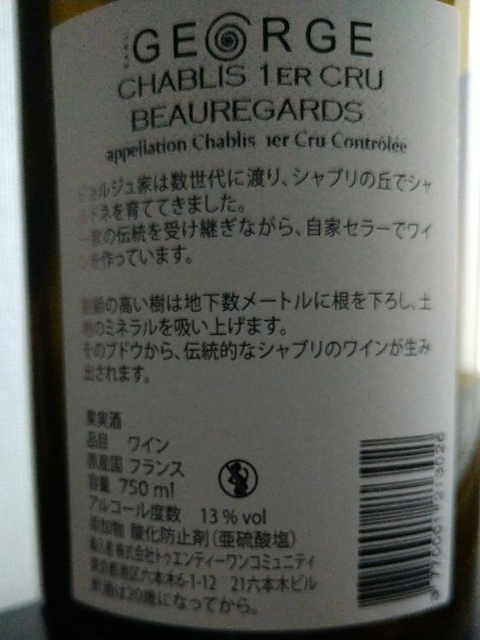 GEORGE
CHABLIS 1ER CRU
BEAUREGARDS
appellation Chablis 1er Cru Contrôlée
ジョルジュ家は数世代に渡り、シャブリの丘でシャ
ルドネを育ててきました。
一家の伝統を受け継ぎながら、自家セラーでワイ
ンを作っています。
樹齢の高い樹は地下数メートルに根を下ろし、土
地のミネラルを吸い上げます。
そのブドウから、伝統的なシャブリのワインが生み
出されます。
果実酒
品目 ワイン
原産国 フランス
容量 750 ml
アルコール度数 13 % vol
添加物 酸化防止剤(亜硫酸塩)
輸入者 株式会社トゥエンティーワンコミュニティ
東京都港区六本木6-1-12 21六本木ビル
飲酒は20歳になってから。